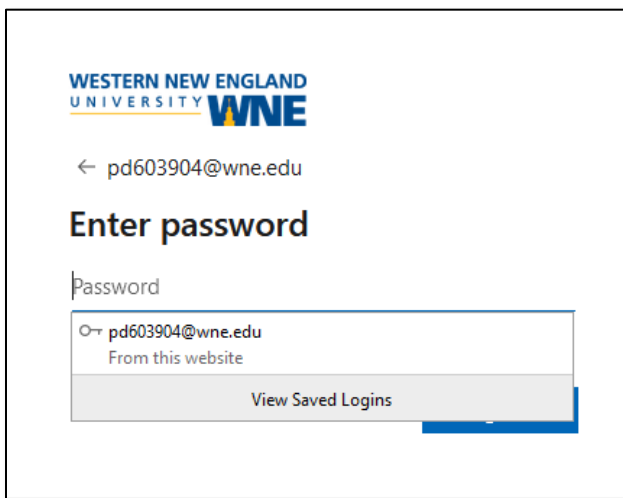 WESTERN NEW ENGLAND
UNIVERSITY WNE
← pd603904@wne.edu
Enter password
Password
pd603904@wne.edu
From this website
View Saved Logins